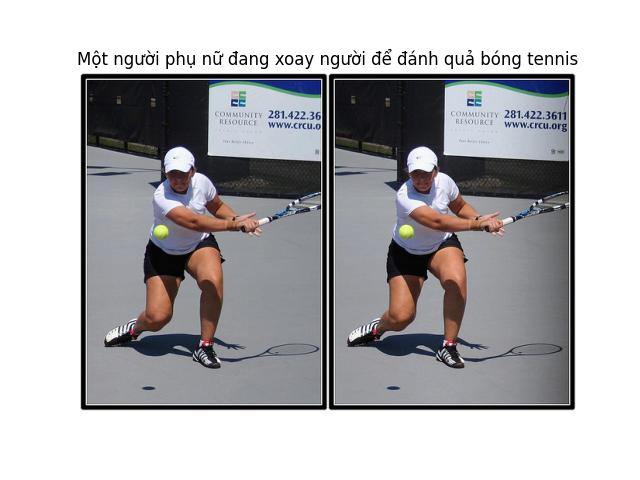 Một người phụ nữ đang xoay người để đánh quả bóng tennis
COMMUNITY
RESOURCE
281.422.36
www.crcu.o
COMMUNITY
RESOURCE
281.422.3611
www.crcu.org